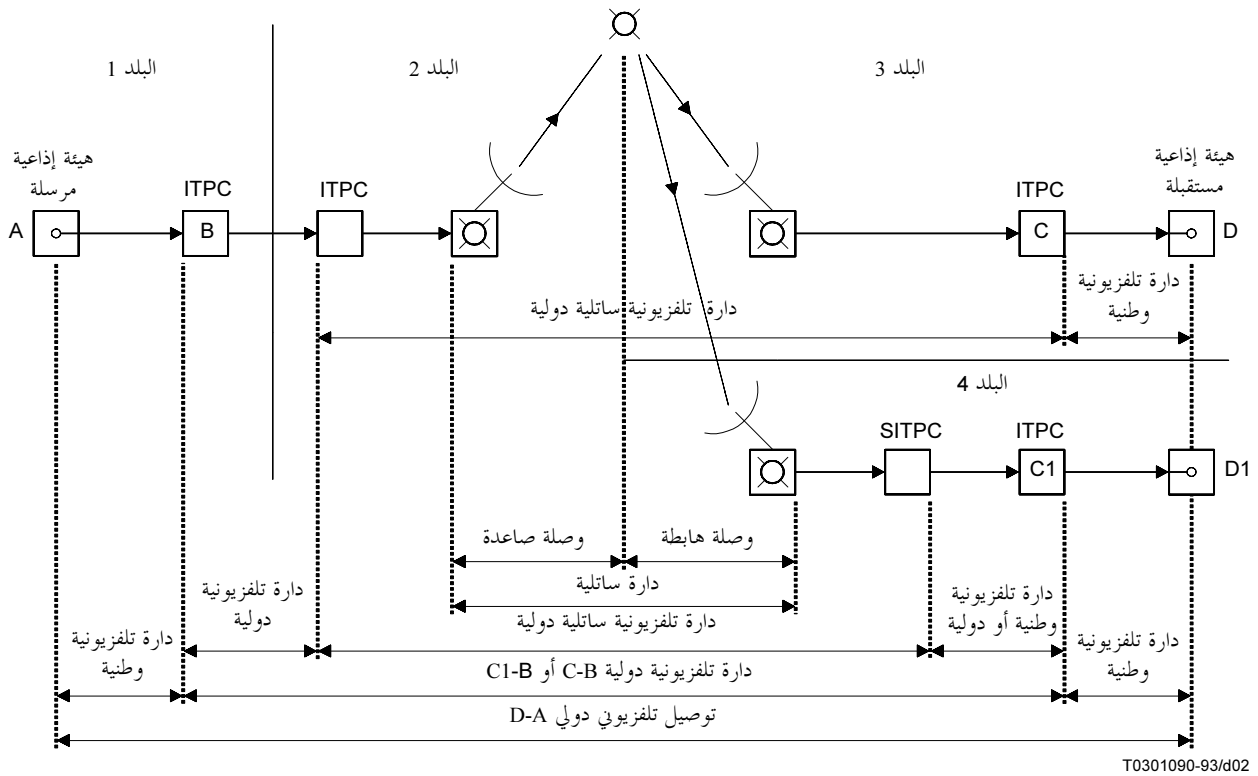 البلد 1
البلد 2
البلد 3
هيئة إذاعية
مرسلة
هيئة إذاعية
مستقبلة
ITPC
ITPC
ITPC
A
B
C
D
دارة تلفزيونية ساتلية دولية
دارة تلفزيونية
وطنية
البلد 4
SITPC
ITPC
C1
D1
وصلة صاعدة
وصلة هابطة
دارة ساتلية
دارة تلفزيونية
دولية
دارة تلفزيونية ساتلية دولية
دارة تلفزيونية
وطنية أو دولية
دارة تلفزيونية
وطنية
دارة تلفزيونية
وطنية
دارة تلفزيونية دولية C-B أو C1-B
توصيل تلفزيوني دولي D-A
T0301090-93/d02